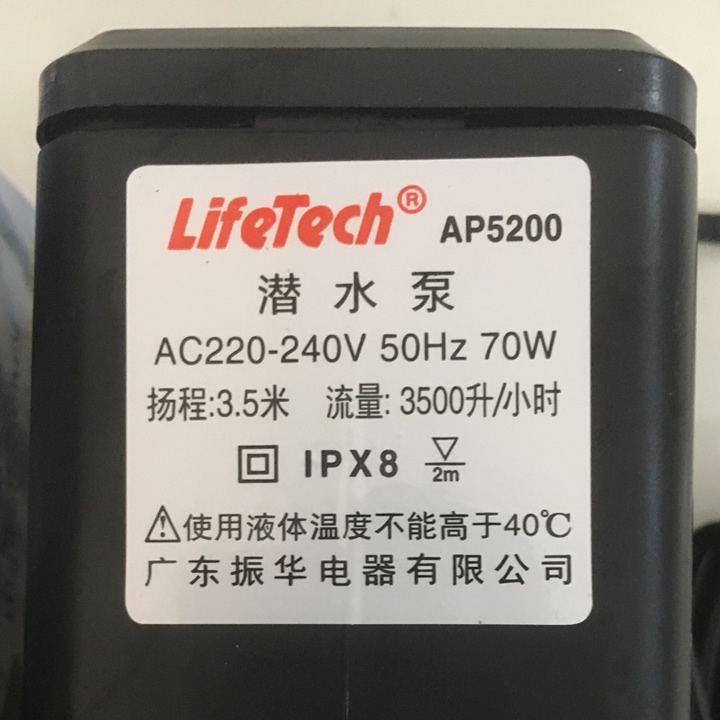 LifeTech® AP5200
潜水泵
AC220-240V 50Hz 70W
扬程:3.5米 流量: 3500升/小时
IPX8 2m
使用液体温度不能高于40℃
广东振华电器有限公司